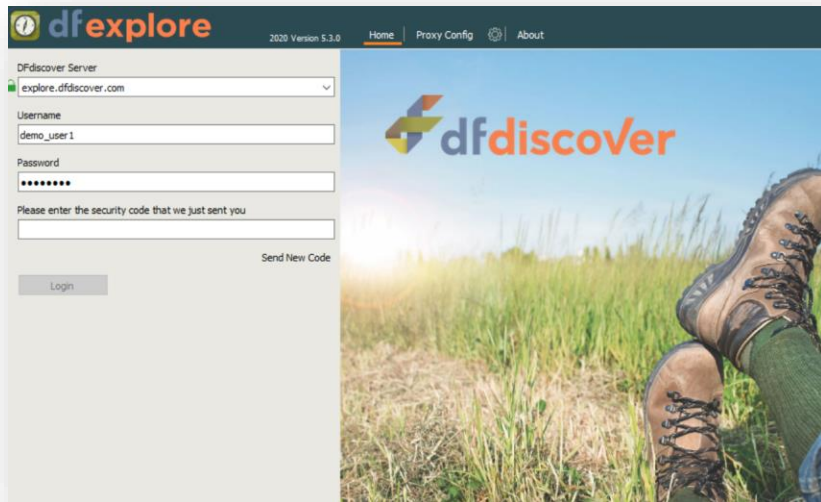 dfexplore
2020 Version 5.3.0
Home
Proxy Config
About
DFdiscover Server
explore.dfdiscover.com
Username
demo_user1
Password
••••••••
Please enter the security code that we just sent you
Send New Code
Login
dfdiscover